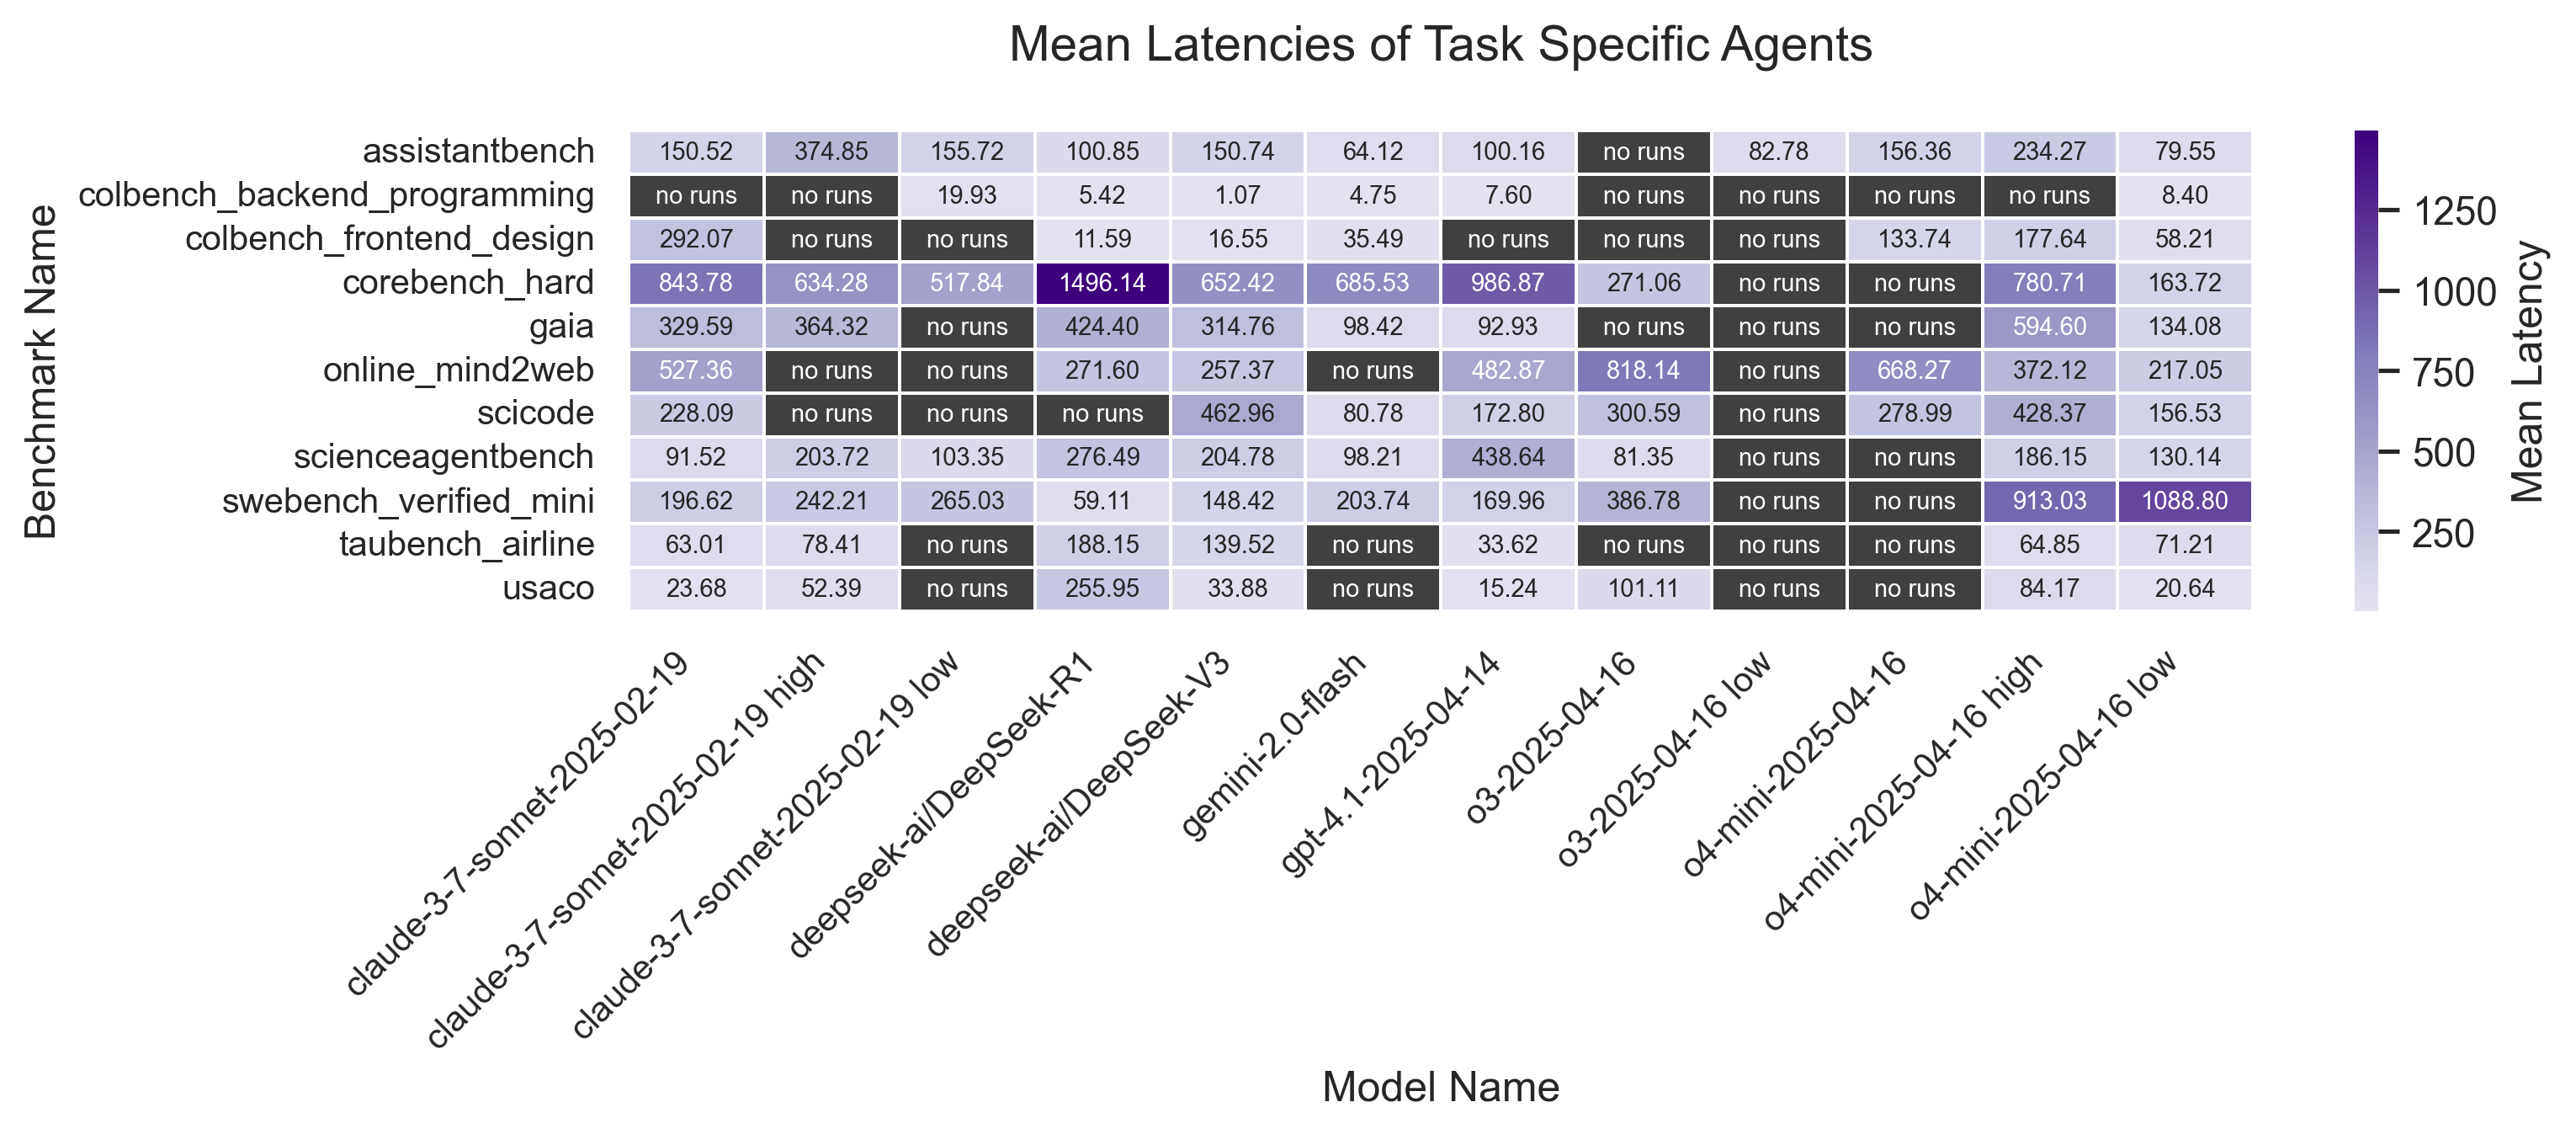 Mean Latencies of Task Specific Agents
Benchmark Name
assistantbench 150.52 374.85 155.72 100.85 150.74 64.12 100.16 no runs 82.78 156.36 234.27 79.55
colbench_backend_programming no runs no runs 19.93 5.42 1.07 4.75 7.60 no runs no runs no runs no runs 8.40
colbench_frontend_design 292.07 no runs no runs 11.59 16.55 35.49 no runs no runs no runs 133.74 177.64 58.21
corebench_hard 843.78 634.28 517.84 1496.14 652.42 685.53 986.87 271.06 no runs no runs 780.71 163.72
gaia 329.59 364.32 no runs 424.40 314.76 98.42 92.93 no runs no runs no runs 594.60 134.08
online_mind2web 527.36 no runs no runs 271.60 257.37 no runs 482.87 818.14 no runs 668.27 372.12 217.05
scicode 228.09 no runs no runs no runs 462.96 80.78 172.80 300.59 no runs 278.99 428.37 156.53
scienceagentbench 91.52 203.72 103.35 276.49 204.78 98.21 438.64 81.35 no runs no runs 186.15 130.14
swebench_verified_mini 196.62 242.21 265.03 59.11 148.42 203.74 169.96 386.78 no runs no runs 913.03 1088.80
taubench_airline 63.01 78.41 no runs 188.15 139.52 no runs 33.62 no runs no runs no runs 64.85 71.21
usaco 23.68 52.39 no runs 255.95 33.88 no runs 15.24 101.11 no runs no runs 84.17 20.64
claude-3-7-sonnet-2025-02-19
claude-3-7-sonnet-2025-02-19 high
claude-3-7-sonnet-2025-02-19 low
deepseek-ai/DeepSeek-R1
deepseek-ai/DeepSeek-V3
gemini-2.0-flash
gpt-4.1-2025-04-14
o3-2025-04-16
o3-2025-04-16 low
o4-mini-2025-04-16
o4-mini-2025-04-16 high
o4-mini-2025-04-16 low
Model Name
1250
1000
750
500
250
Mean Latency